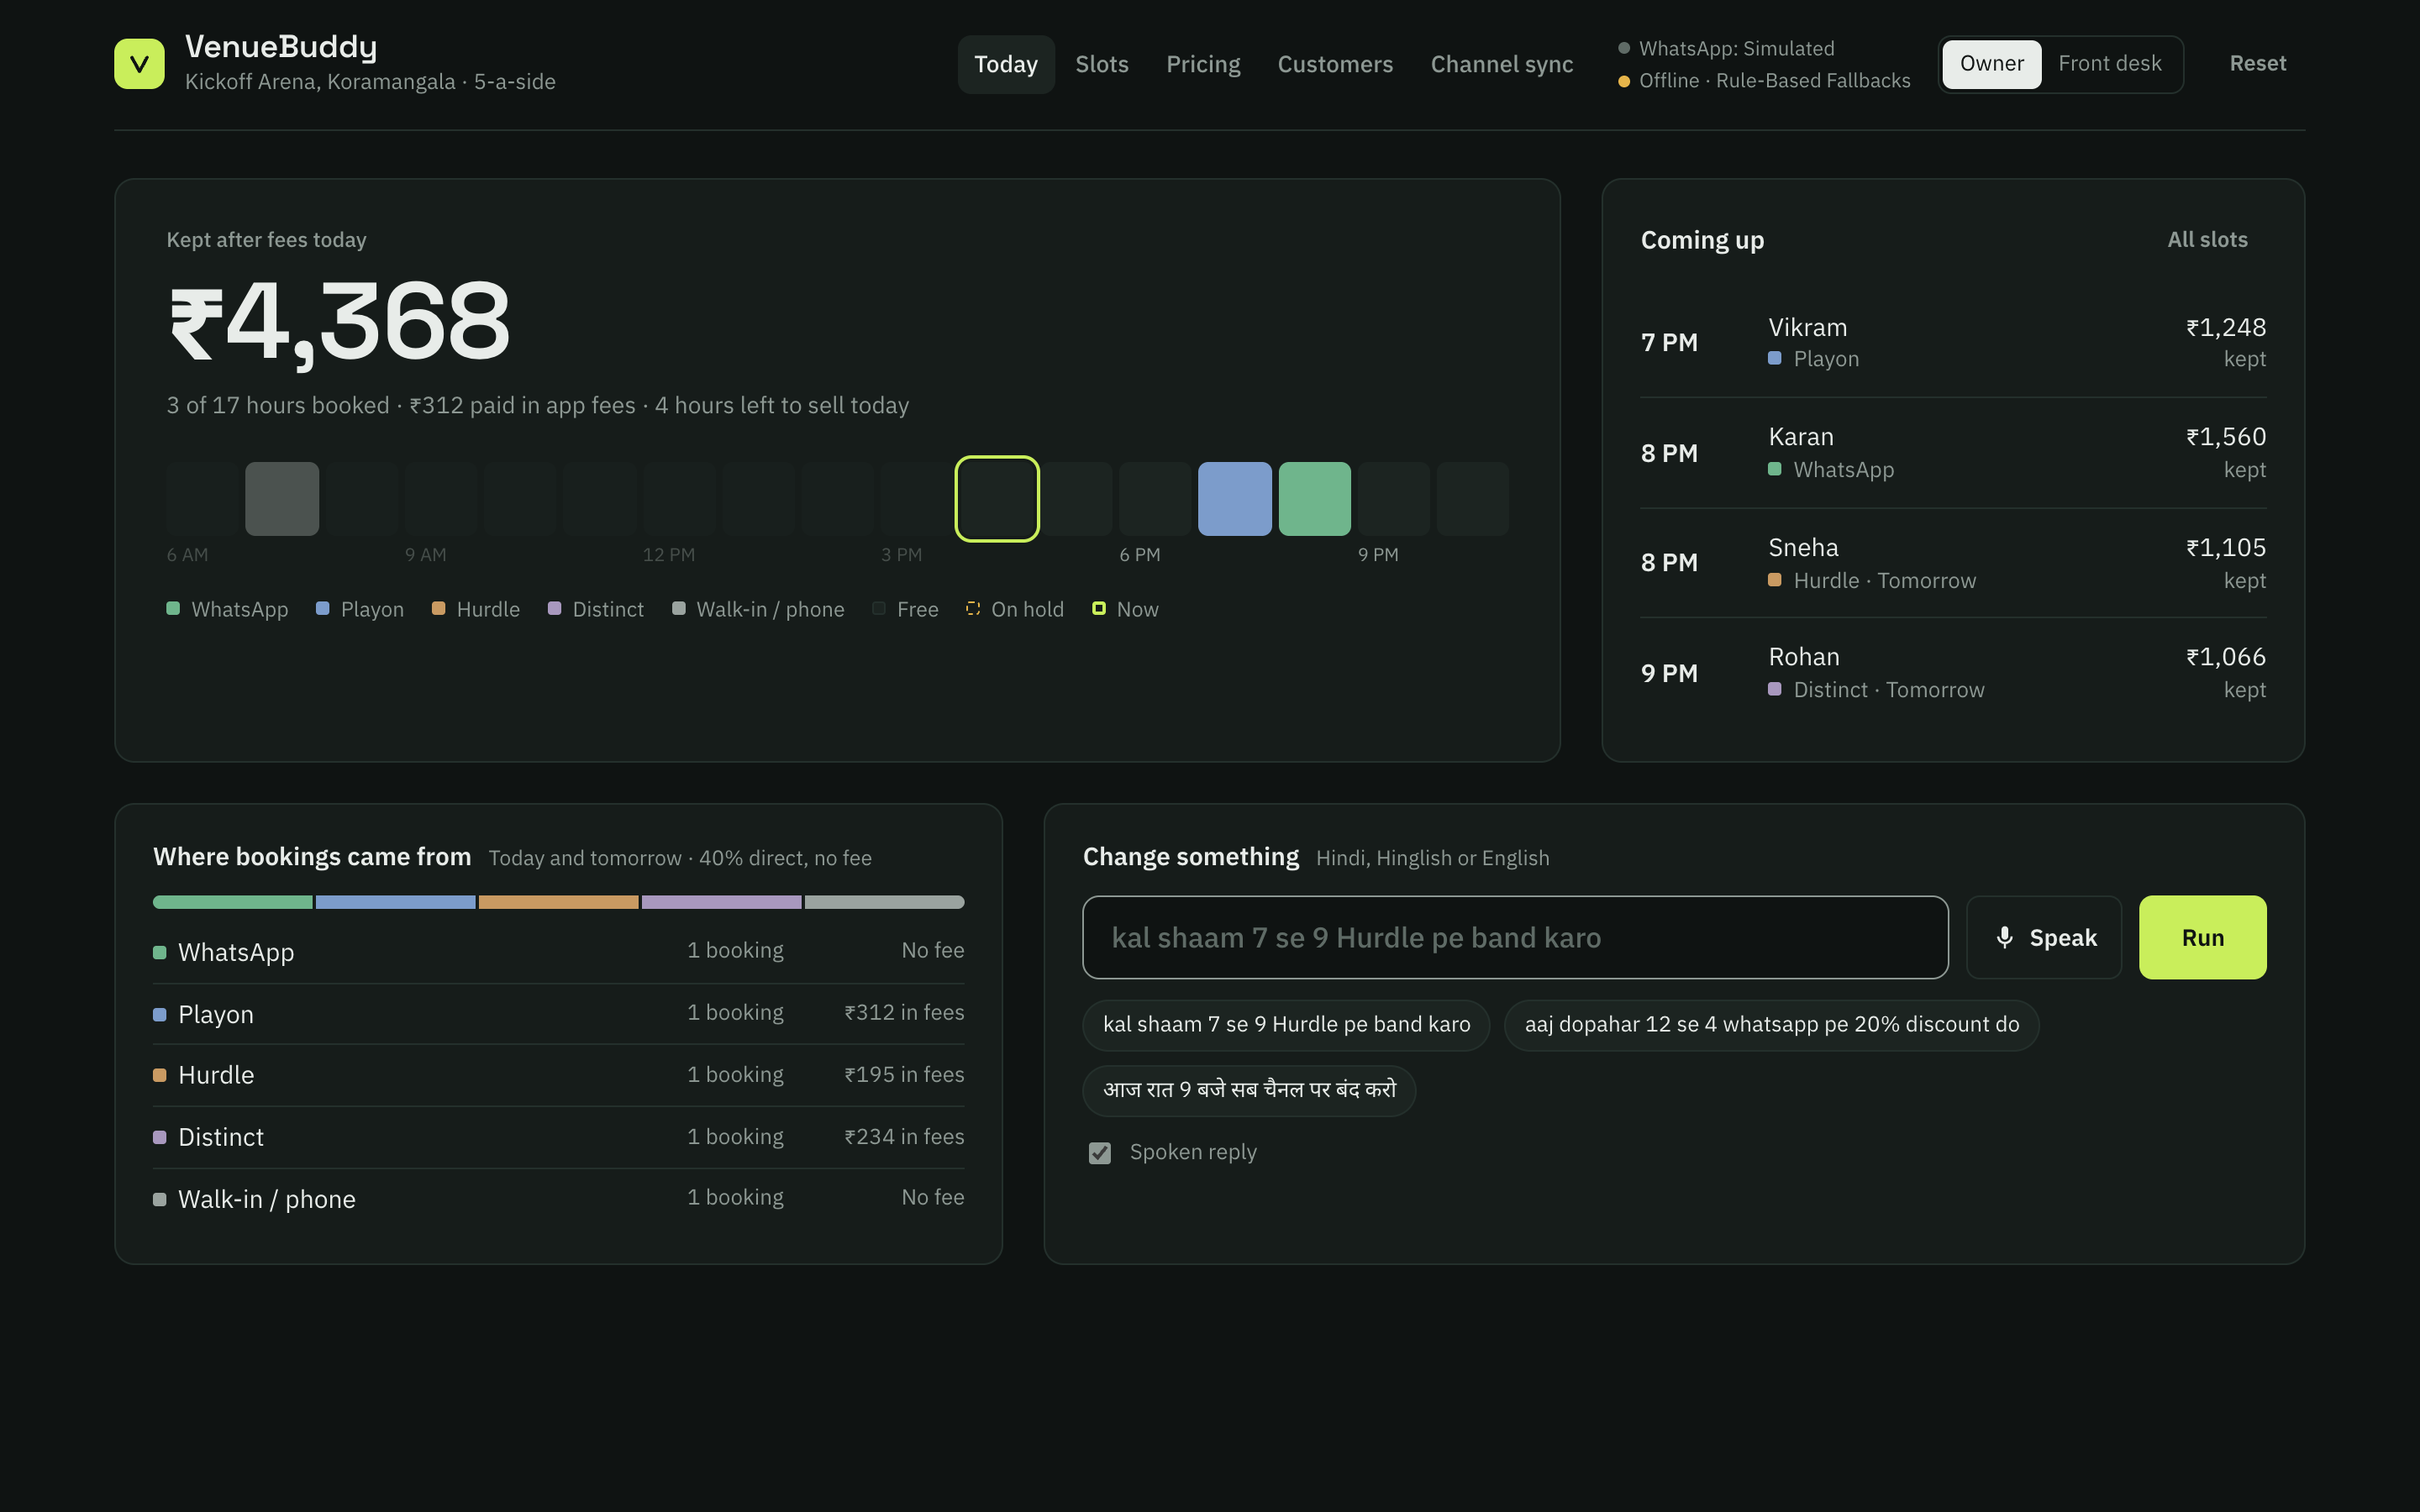 VenueBuddy
Kickoff Arena, Koramangala · 5-a-side
Today
Slots
Pricing
Customers
Channel sync
WhatsApp: Simulated
Offline · Rule-Based Fallbacks
Owner
Front desk
Reset
Kept after fees today
₹4,368
3 of 17 hours booked · ₹312 paid in app fees · 4 hours left to sell today
6 AM
9 AM
12 PM
3 PM
6 PM
9 PM
WhatsApp
Playon
Hurdle
Distinct
Walk-in / phone
Free
On hold
Now
Coming up
All slots
7 PM
Vikram
Playon
₹1,248
kept
8 PM
Karan
WhatsApp
₹1,560
kept
8 PM
Sneha
Hurdle · Tomorrow
₹1,105
kept
9 PM
Rohan
Distinct · Tomorrow
₹1,066
kept
Where bookings came from
Today and tomorrow · 40% direct, no fee
WhatsApp 1 booking No fee
Playon 1 booking ₹312 in fees
Hurdle 1 booking ₹195 in fees
Distinct 1 booking ₹234 in fees
Walk-in / phone 1 booking No fee
Change something
Hindi, Hinglish or English
kal shaam 7 se 9 Hurdle pe band karo
Speak
Run
kal shaam 7 se 9 Hurdle pe band karo
aaj dopahar 12 se 4 whatsapp pe 20% discount do
आज रात 9 बजे सब चैनल पर बंद करो
Spoken reply